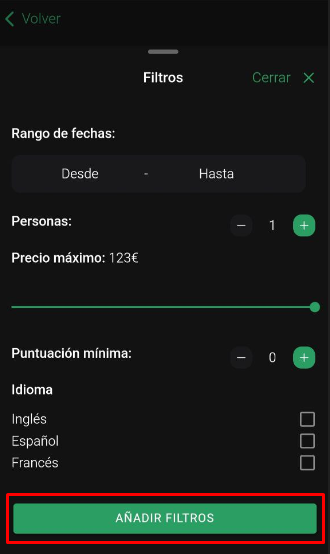 Volver
Filtros
Cerrar
Rango de fechas:
Desde - Hasta
Personas: 1
Precio máximo: 123€
Puntuación mínima: 0
Idioma
Inglés
Español
Francés
AÑADIR FILTROS